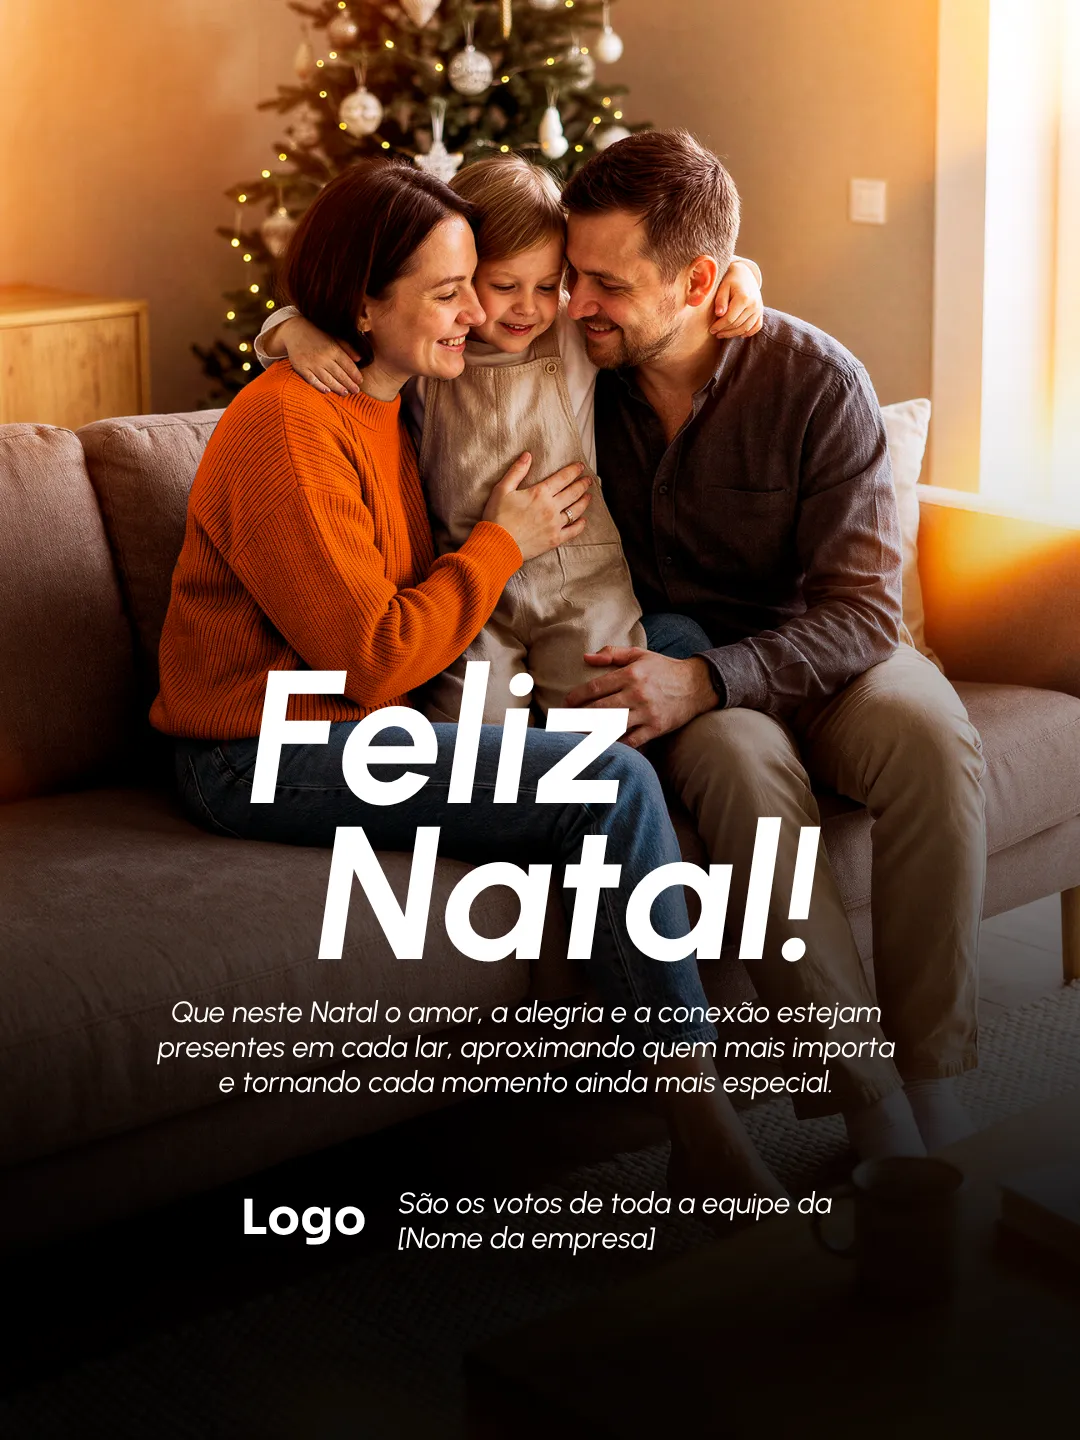 Feliz
Natal!
Que neste Natal o amor, a alegria e a conexão estejam
presentes em cada lar, aproximando quem mais importa
e tornando cada momento ainda mais especial.
Logo
São os votos de toda a equipe da
[Nome da empresa]